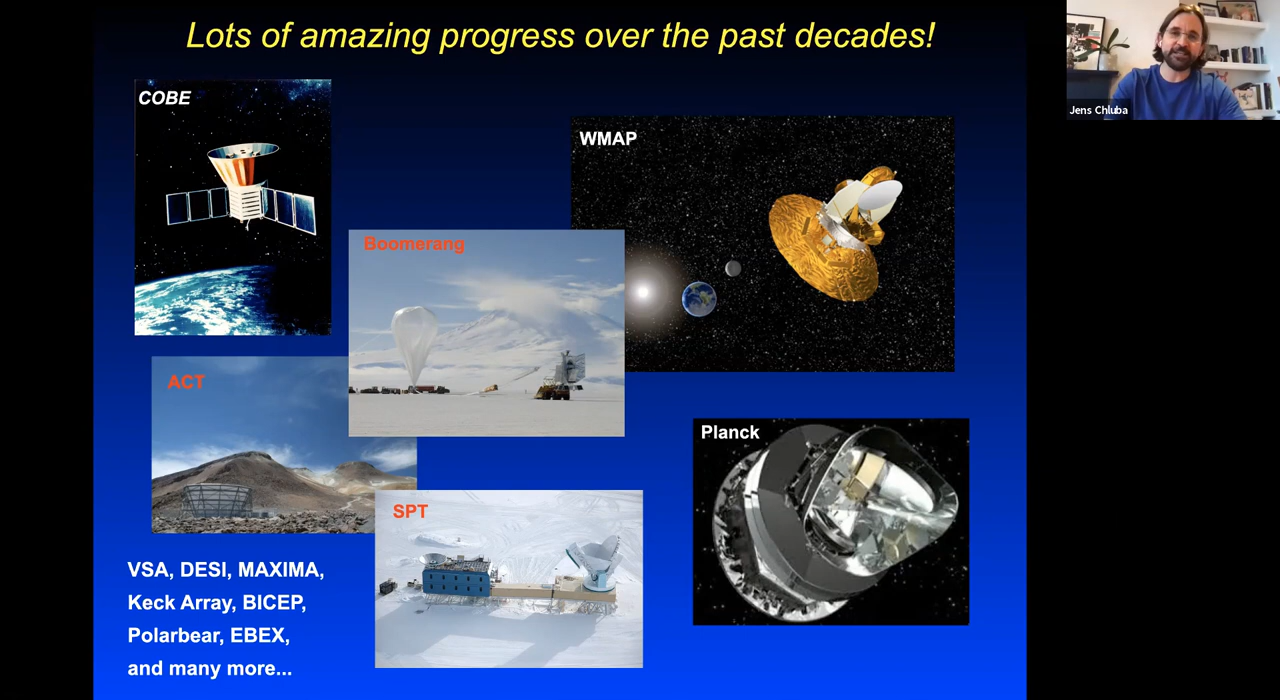 Lots of amazing progress over the past decades!
COBE
WMAP
Boomerang
ACT
Planck
SPT
VSA, DESI, MAXIMA,
Keck Array, BICEP,
Polarbear, EBEX,
and many more...
Jens Chluba